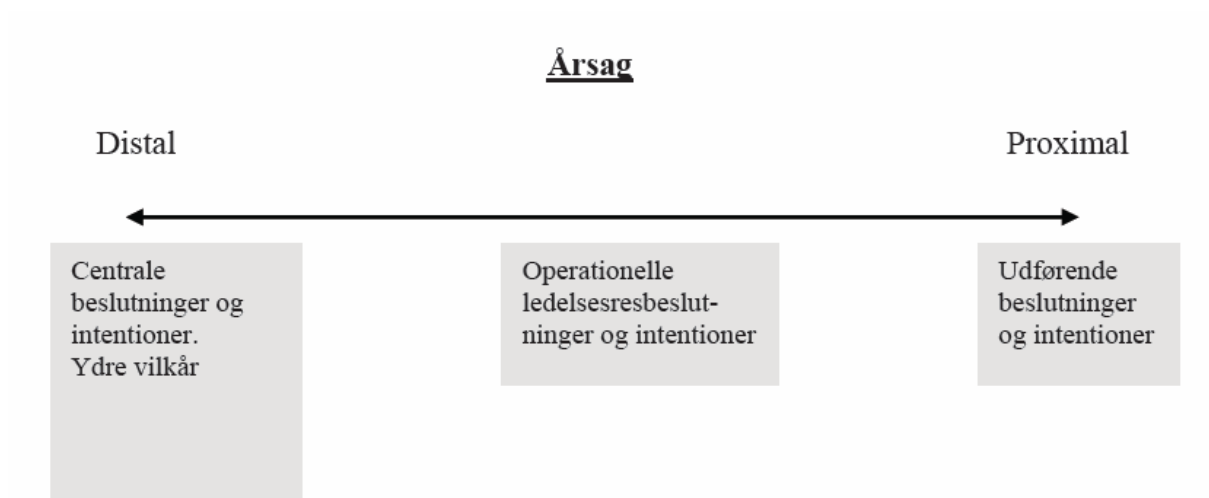 Årsag
Distal
Proximal
Centrale
beslutninger og
intentioner.
Ydre vilkår
Operationelle
ledelsesresbeslut-
ninger og intentioner
Udførende
beslutninger
og intentioner